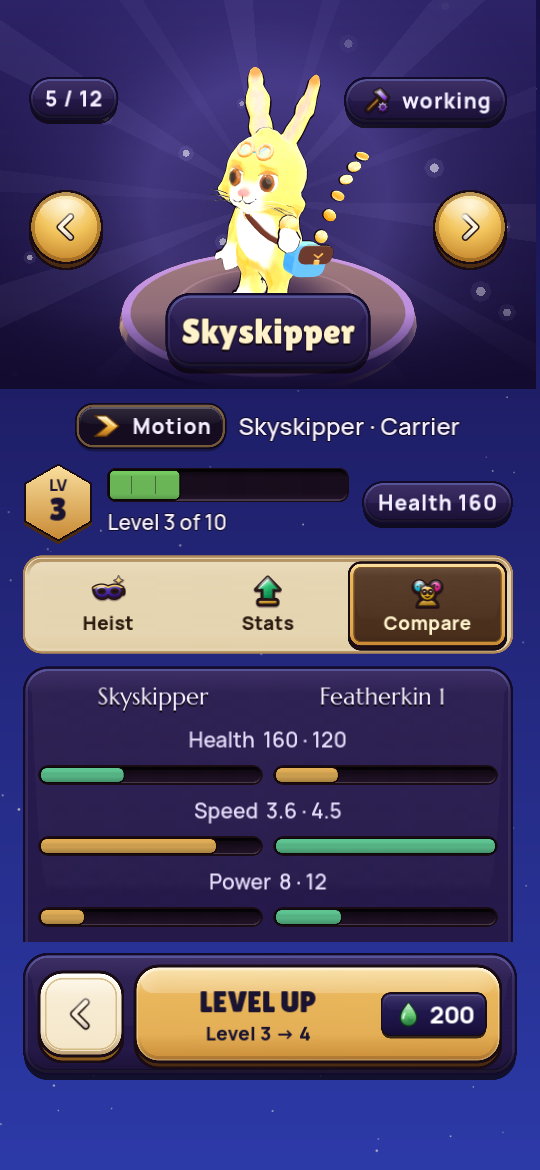 5 / 12
working
Skyskipper
Motion
Skyskipper · Carrier
LV
3
Level 3 of 10
Health 160
Heist
Stats
Compare
Skyskipper
Featherkin 1
Health 160 · 120
Speed 3.6 · 4.5
Power 8 · 12
LEVEL UP
Level 3 → 4
200